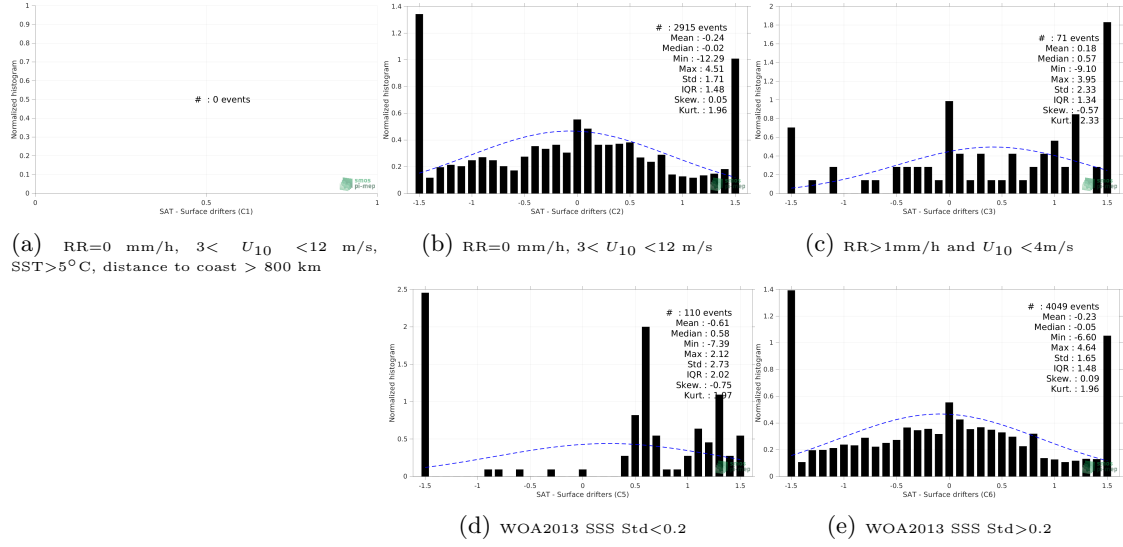 # : 0 events
Normalized histogram
0
0.1
0.2
0.3
0.4
0.5
0.6
0.7
0.8
0.9
1
0
0.5
1
SAT - Surface drifters (C1)
smos
pi-mep
(a) RR=0 mm/h, 3< U10 <12 m/s,
SST>5°C, distance to coast > 800 km
# : 2915 events
Mean : -0.24
Median : -0.02
Min : -12.29
Max : 4.51
Std : 1.71
IQR : 1.48
Skew. : 0.05
Kurt. : 1.96
Normalized histogram
0
0.2
0.4
0.6
0.8
1
1.2
1.4
-1.5
-1
-0.5
0
0.5
1
1.5
SAT - Surface drifters (C2)
smos
pi-mep
(b) RR=0 mm/h, 3< U10 <12 m/s
# : 71 events
Mean : 0.18
Median : 0.57
Min : -9.10
Max : 3.95
Std : 2.33
IQR : 1.34
Skew. : -0.57
Kurt. : 2.33
Normalized histogram
0
0.2
0.4
0.6
0.8
1
1.2
1.4
1.6
1.8
2
-1.5
-1
-0.5
0
0.5
1
1.5
SAT - Surface drifters (C3)
pi-mep
(c) RR>1mm/h and U10 <4m/s
# : 110 events
Mean : -0.61
Median : 0.58
Min : -7.39
Max : 2.12
Std : 2.73
IQR : 2.02
Skew. : -0.75
Kurt. : 1.97
Normalized histogram
0
0.5
1
1.5
2
2.5
-1.5
-1
-0.5
0
0.5
1
1.5
SAT - Surface drifters (C5)
pi-mep
(d) WOA2013 SSS Std<0.2
# : 4049 events
Mean : -0.23
Median : -0.05
Min : -6.60
Max : 4.64
Std : 1.65
IQR : 1.48
Skew. : 0.09
Kurt. : 1.96
Normalized histogram
0
0.2
0.4
0.6
0.8
1
1.2
1.4
-1.5
-1
-0.5
0
0.5
1
1.5
SAT - Surface drifters (C6)
smos
pi-mep
(e) WOA2013 SSS Std>0.2